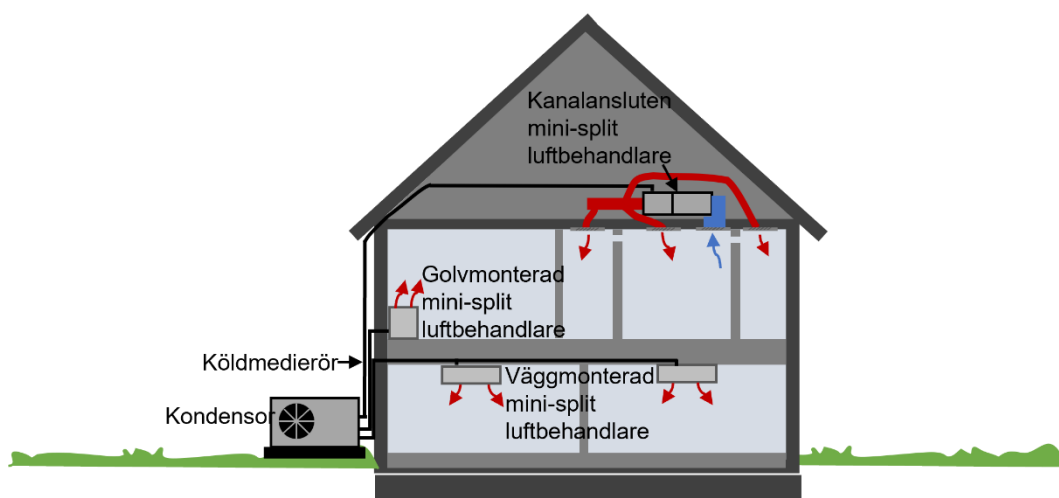 Kanalansluten
mini-split
luftbehandlare
Golvmonterad
mini-split
luftbehandlare
Köldmedierör
Väggmonterad
mini-split
luftbehandlare
Kondensor